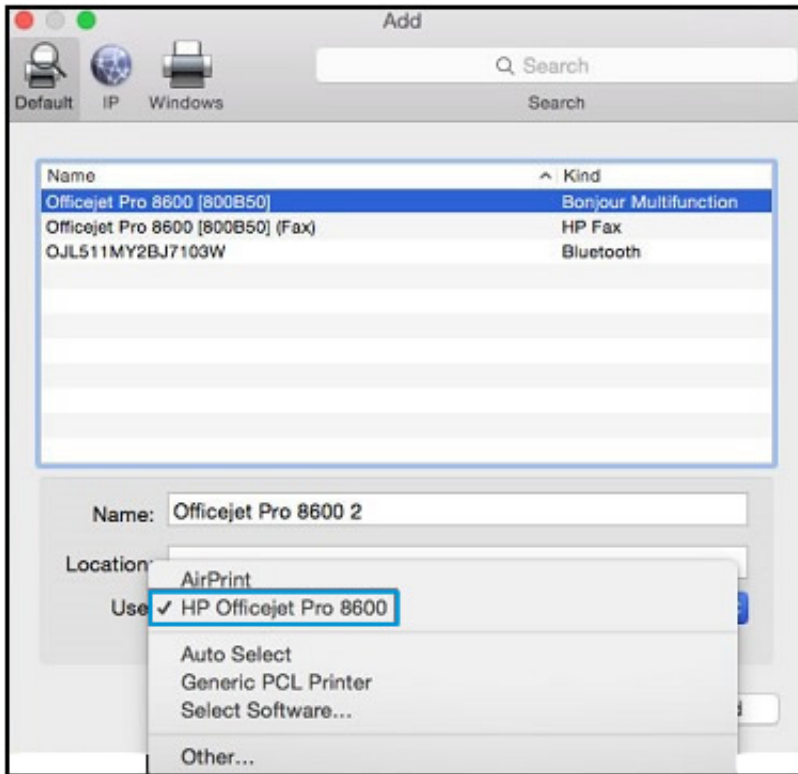 Add
Search
Default IP Windows Search
Name Kind
Officejet Pro 8600 [800B50] Bonjour Multifunction
Officejet Pro 8600 [800B50] (Fax) HP Fax
OJL511MY2BJ7103W Bluetooth
Name: Officejet Pro 8600 2
Location:
AirPrint
Use ✓ HP Officejet Pro 8600
Auto Select
Generic PCL Printer
Select Software...
Other...